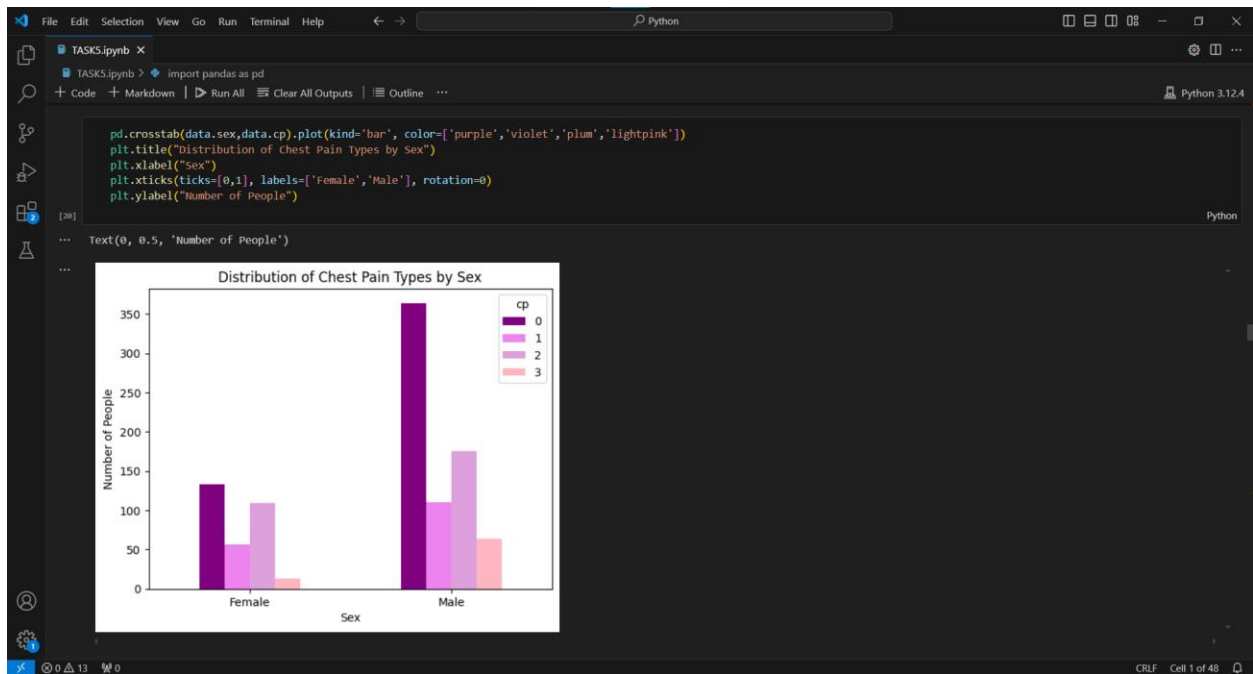 File Edit Selection View Go Run Terminal Help
Python
TASK5.ipynb
TASK5.ipynb > import pandas as pd
+ Code + Markdown | Run All Clear All Outputs | Outline ...
Python 3.12.4
pd.crosstab(data.sex,data.cp).plot(kind='bar', color=['purple','violet','plum','lightpink'])
plt.title("Distribution of Chest Pain Types by Sex")
plt.xlabel("Sex")
plt.xticks(ticks=[0,1], labels=['Female','Male'], rotation=0)
plt.ylabel("Number of People")
[20]
Python
2
... Text(0, 0.5, 'Number of People')
...
Distribution of Chest Pain Types by Sex
cp
0
1
2
3
350
300
250
200
150
100
50
0
Number of People
Female Male
Sex
1
0 13 0
CRLF Cell 1 of 48